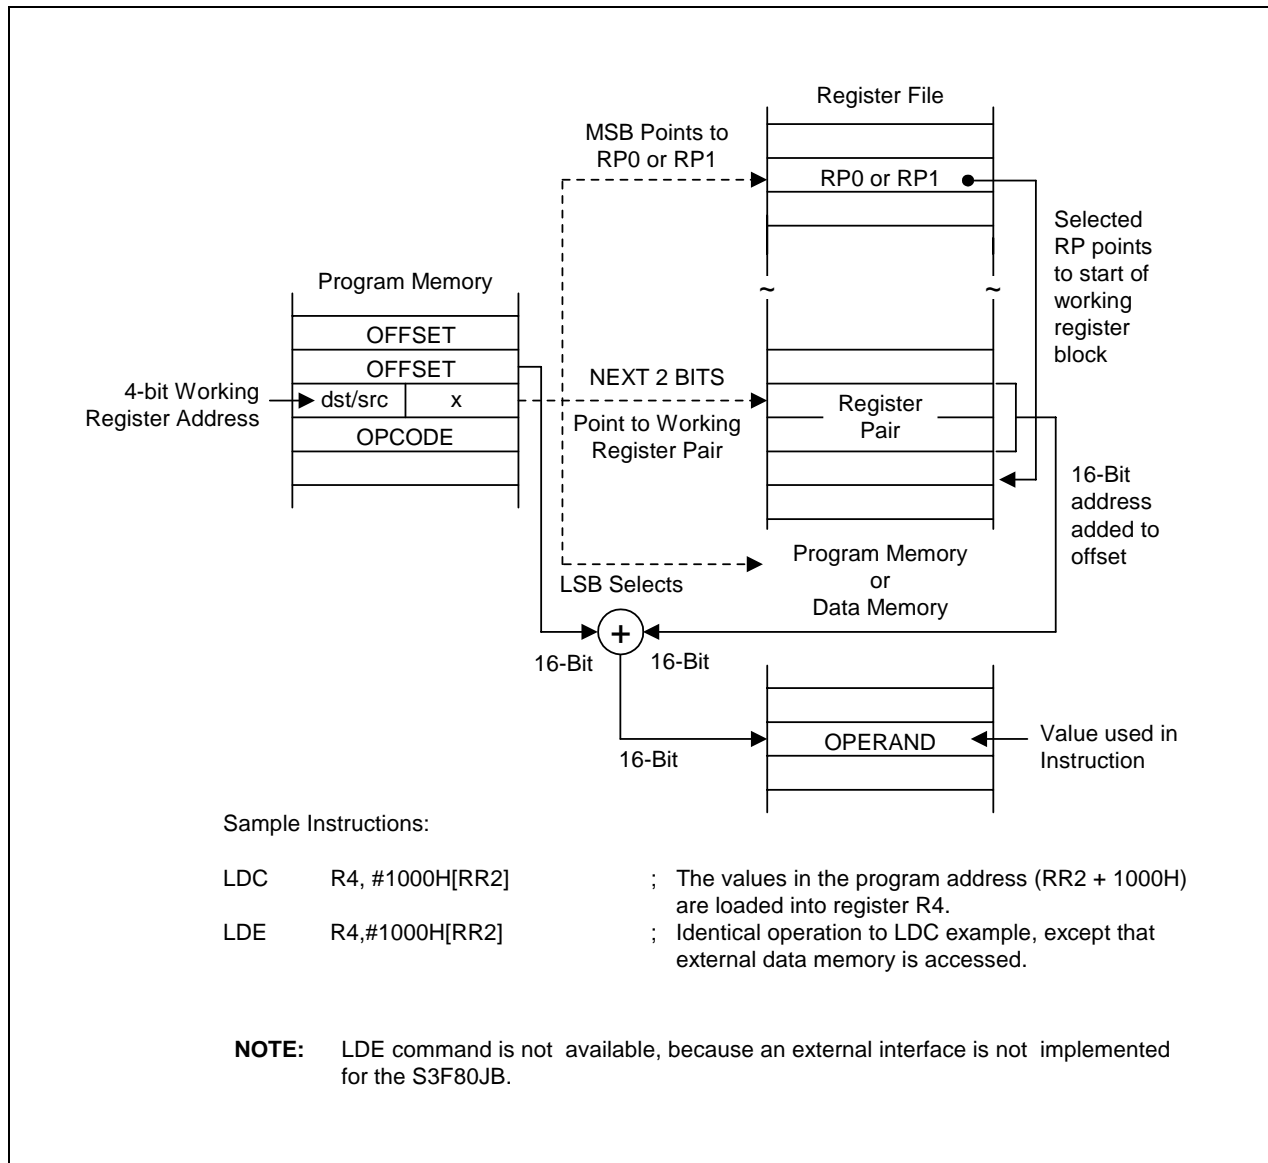 Register File
MSB Points to
RP0 or RP1
RP0 or RP1
Selected
RP points
to start of
working
register
block
~
~
Program Memory
OFFSET
OFFSET
4-bit Working
Register Address
dst/src
x
OPCODE
NEXT 2 BITS
Point to Working
Register Pair
Register
Pair
16-Bit
address
added to
offset
LSB Selects
Program Memory
or
Data Memory
+
16-Bit
16-Bit
16-Bit
OPERAND
Value used in
Instruction
Sample Instructions:
LDC R4, #1000H[RR2] ; The values in the program address (RR2 + 1000H)
are loaded into register R4.
LDE R4,#1000H[RR2] ; Identical operation to LDC example, except that
external data memory is accessed.
NOTE: LDE command is not available, because an external interface is not implemented
for the S3F80JB.